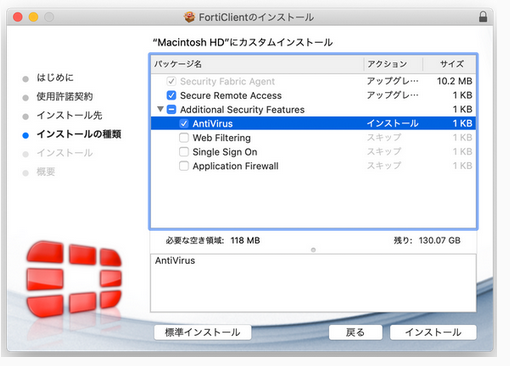 FortiClientのインストール
"Macintosh HD"にカスタムインストール
はじめに
使用許諾契約
インストール先
インストールの種類
インストール
概要
パッケージ名 アクション サイズ
Security Fabric Agent アップグレ… 10.2 MB
Secure Remote Access アップグレ… 1 KB
Additional Security Features 1 KB
AntiVirus インストール 1 KB
Web Filtering スキップ 1 KB
Single Sign On スキップ 1 KB
Application Firewall スキップ 1 KB
必要な空き領域: 118 MB 残り: 130.07 GB
AntiVirus
標準インストール 戻る インストール